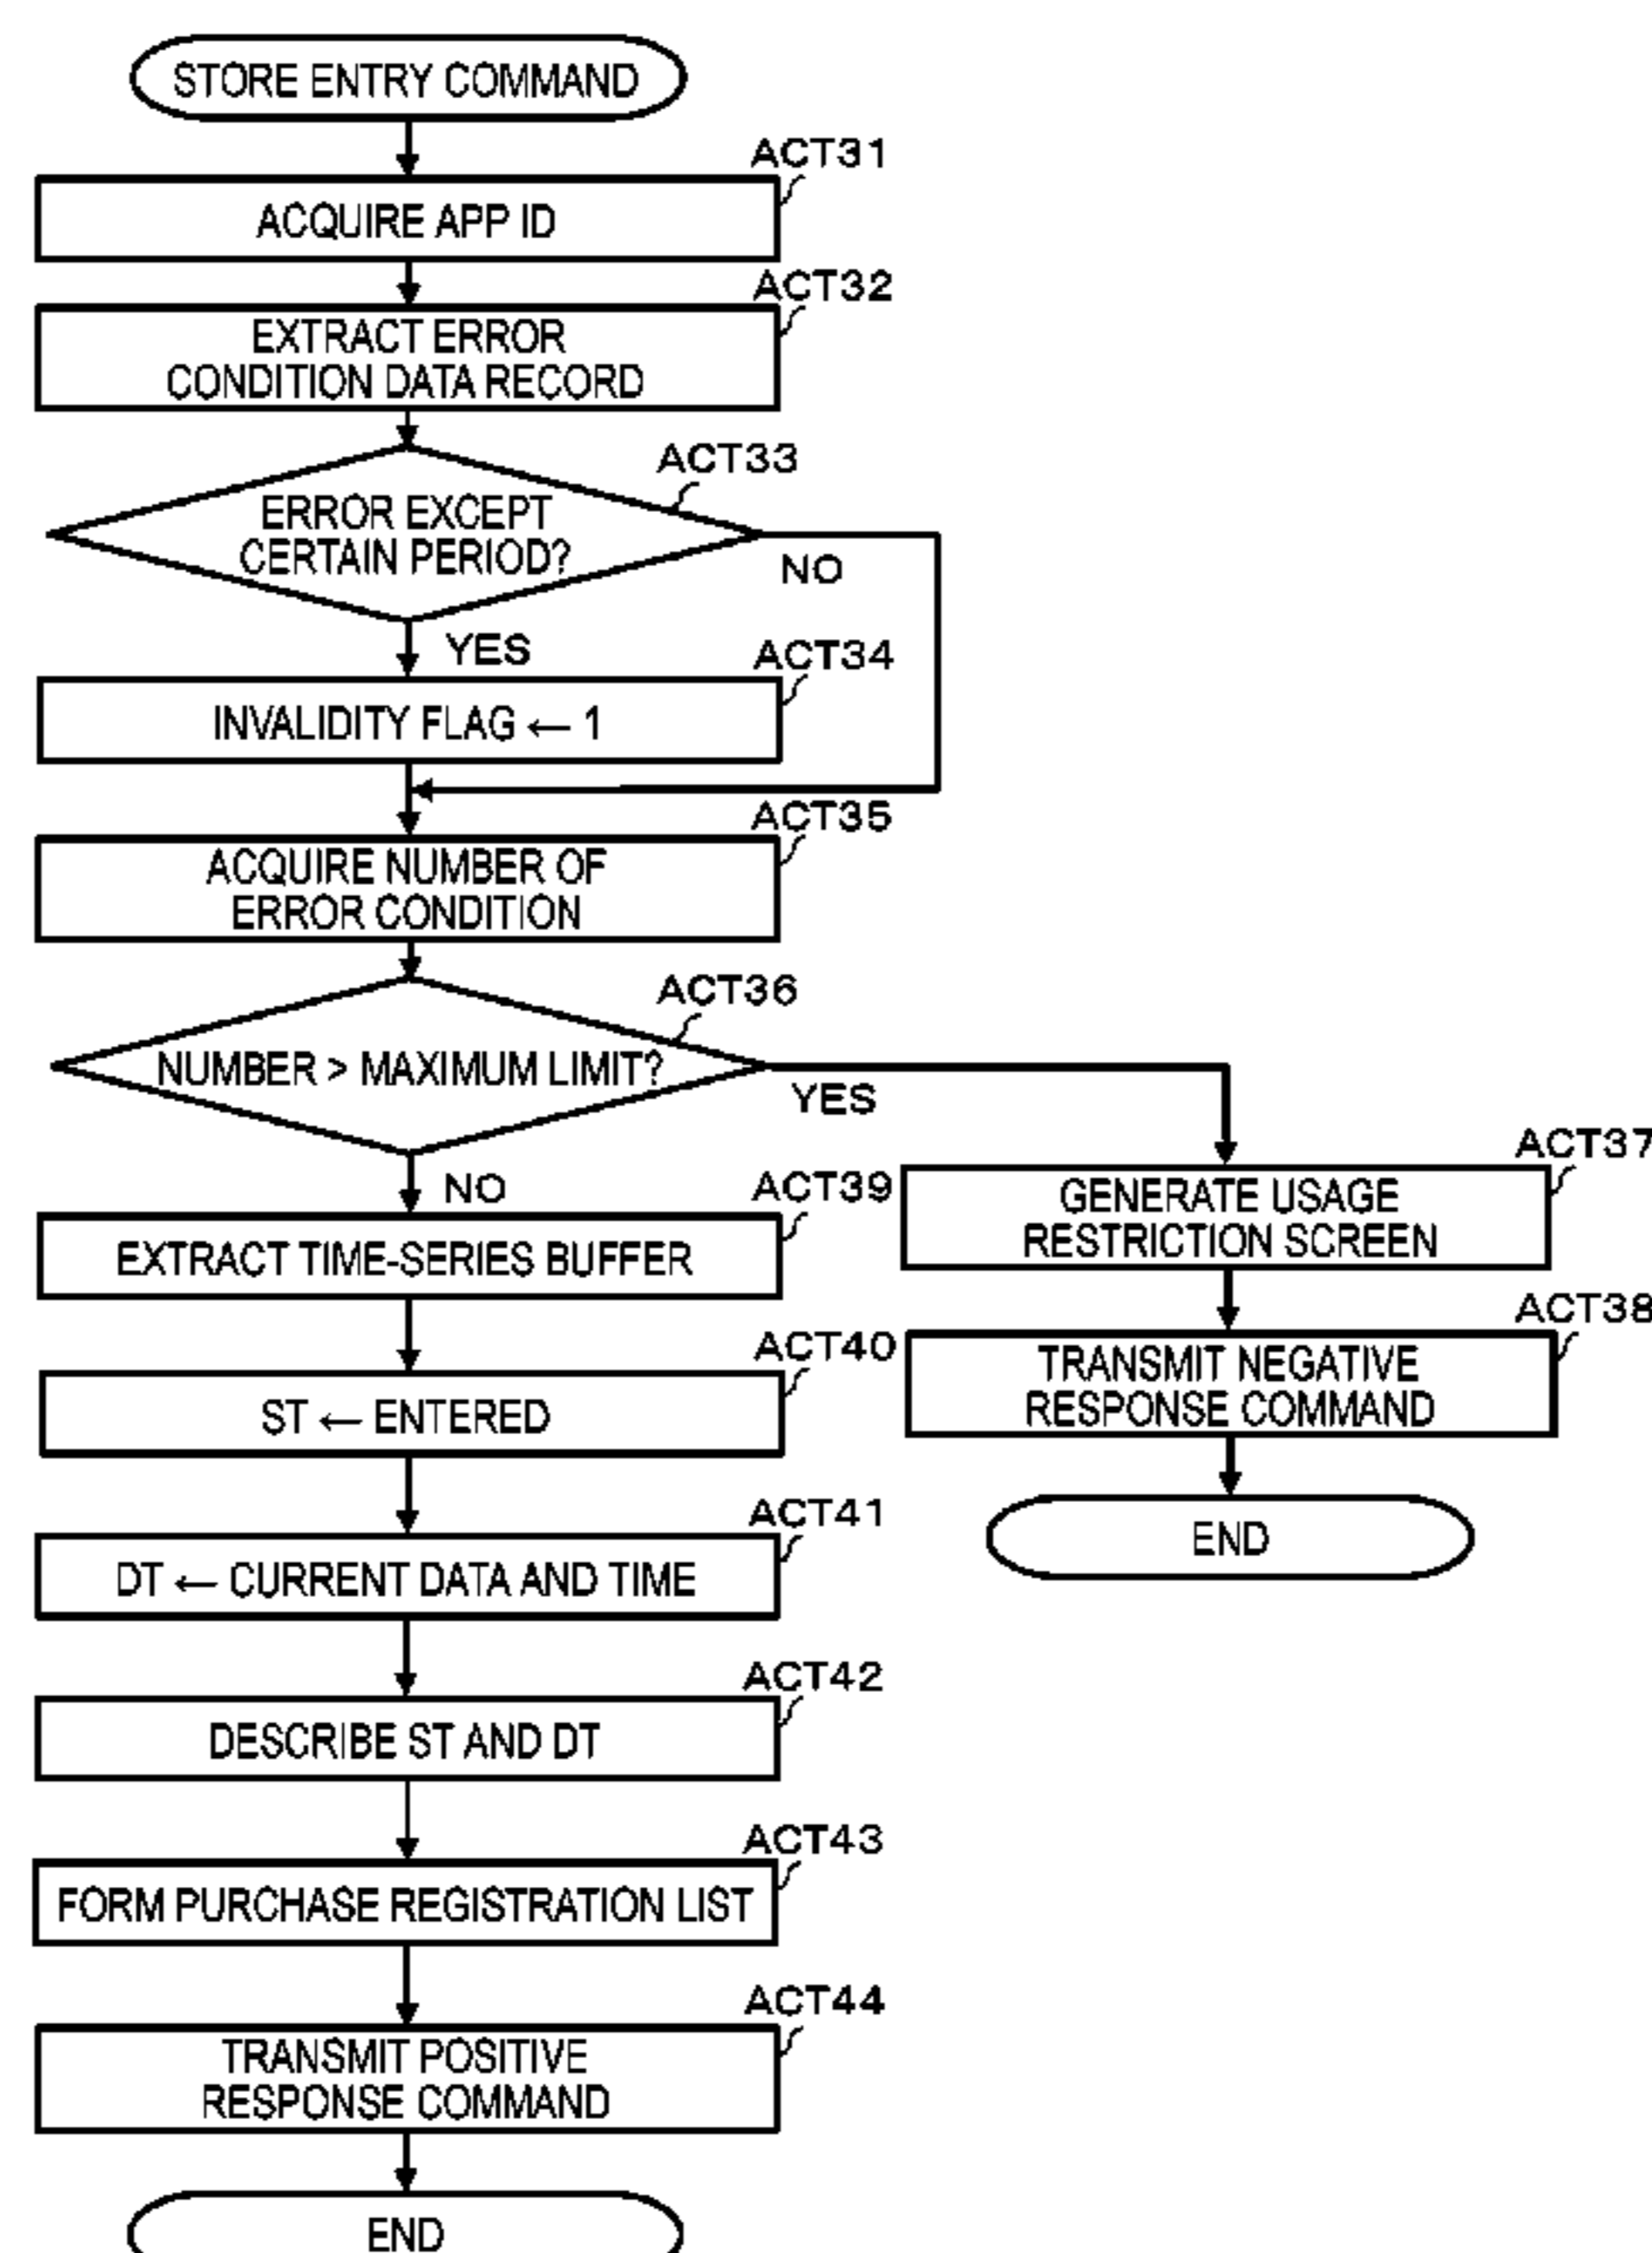 STORE ENTRY COMMAND
ACT31
ACQUIRE APP ID
ACT32
EXTRACT ERROR
CONDITION DATA RECORD
ACT33
ERROR EXCEPT
CERTAIN PERIOD?
NO
YES
ACT34
INVALIDITY FLAG ← 1
ACT35
ACQUIRE NUMBER OF
ERROR CONDITION
ACT36
NUMBER > MAXIMUM LIMIT?
YES
ACT37
GENERATE USAGE
RESTRICTION SCREEN
ACT38
TRANSMIT NEGATIVE
RESPONSE COMMAND
END
NO
ACT39
EXTRACT TIME-SERIES BUFFER
ACT40
ST ← ENTERED
ACT41
DT ← CURRENT DATA AND TIME
ACT42
DESCRIBE ST AND DT
ACT43
FORM PURCHASE REGISTRATION LIST
ACT44
TRANSMIT POSITIVE
RESPONSE COMMAND
END